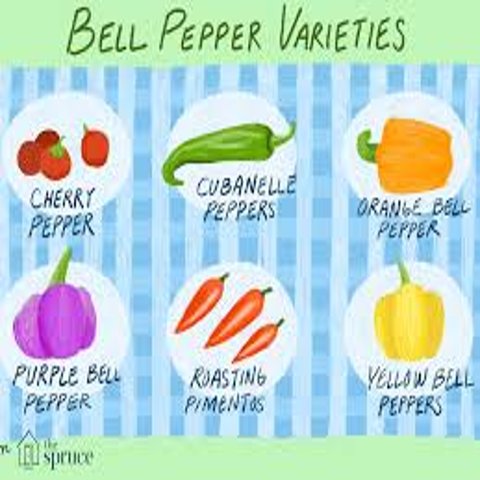 BELL PEPPER VARIETIES
CHERRY
PEPPER
CUBANELLE
PEPPERS
ORANGE BELL
PEPPER
PURPLE BELL
PEPPER
ROASTING
PIMENTOS
YELLOW BELL
PEPPERS
the
spruce